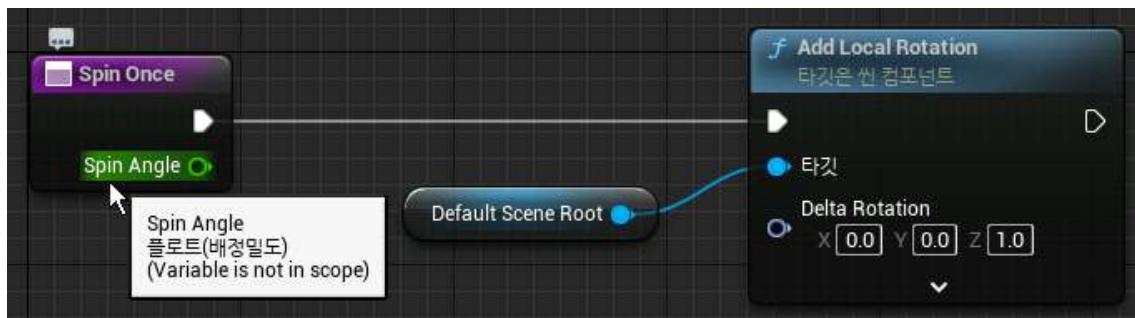 Spin Once
Spin Angle
Spin Angle
플로트(배정밀도)
(Variable is not in scope)
Default Scene Root
f Add Local Rotation
타깃은 씬 컴포넌트
타깃
Delta Rotation
X 0.0 Y 0.0 Z 1.0